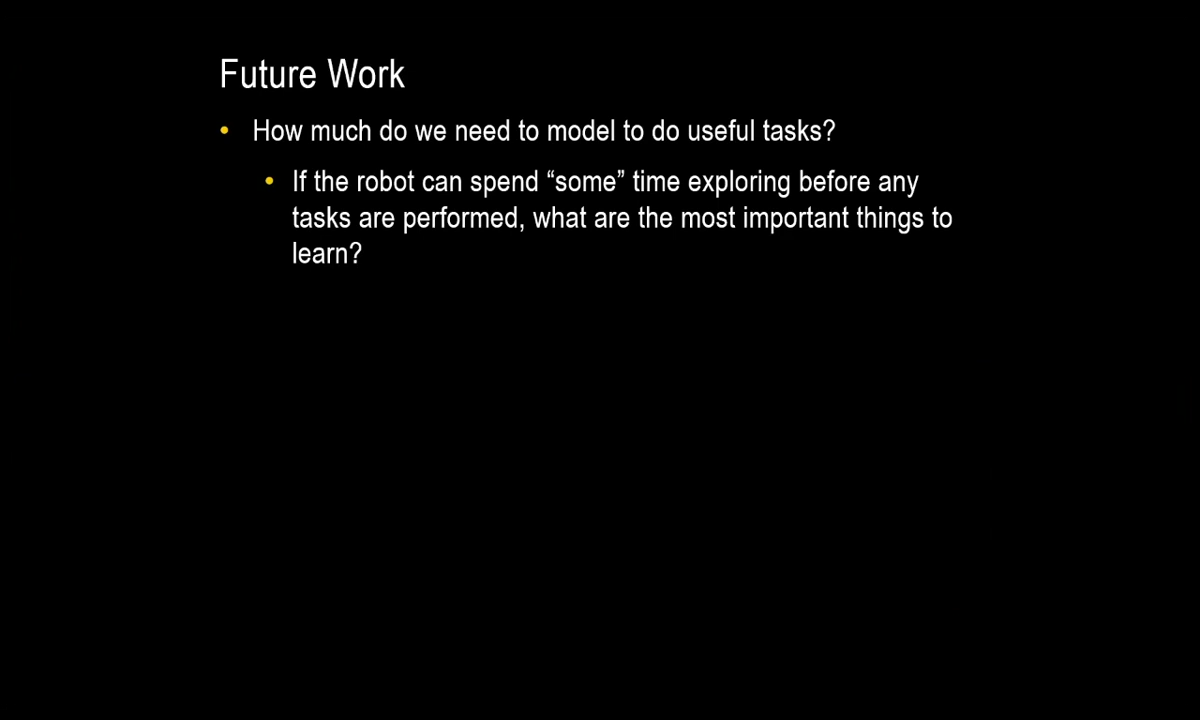 Future Work
• How much do we need to model to do useful tasks?
• If the robot can spend “some” time exploring before any
tasks are performed, what are the most important things to
learn?